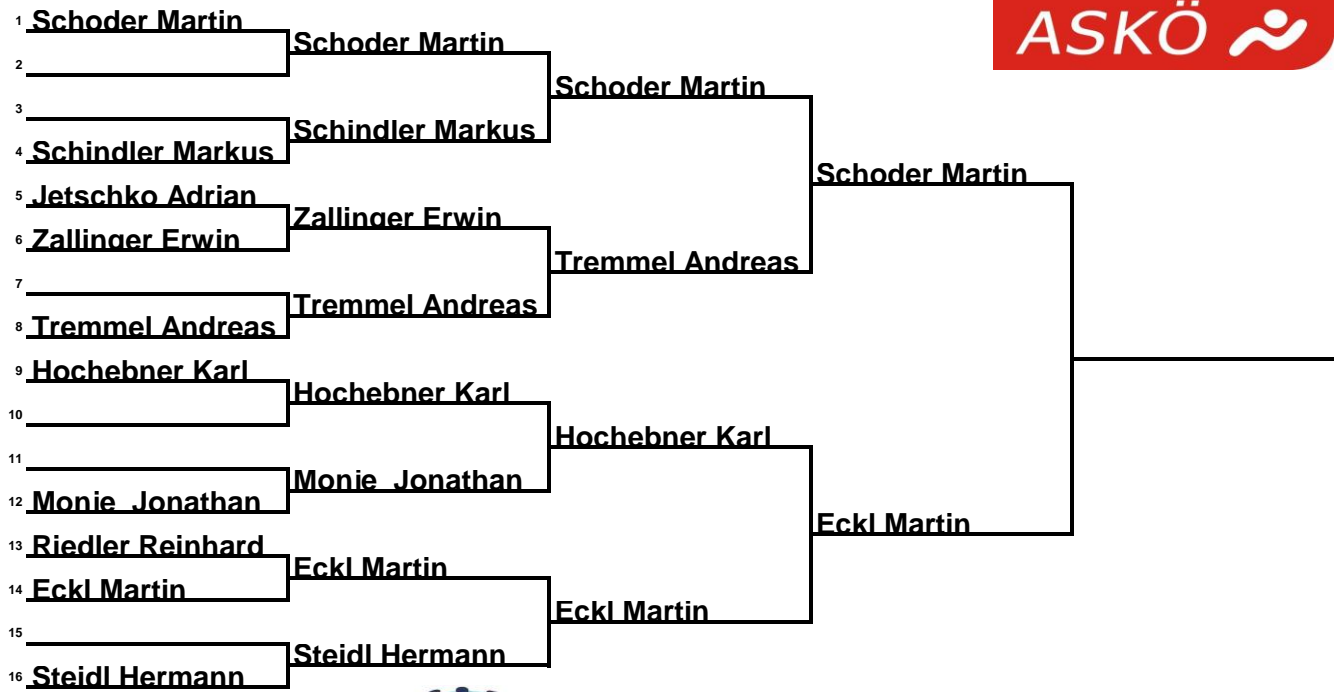 1 Schoder Martin
2
3
4 Schindler Markus
5 Jetschko Adrian
6 Zallinger Erwin
7
8 Tremmel Andreas
9 Hochebner Karl
10
11
12 Monie Jonathan
13 Riedler Reinhard
14 Eckl Martin
15
16 Steidl Hermann
Schoder Martin
Schindler Markus
Zallinger Erwin
Tremmel Andreas
Hochebner Karl
Monie Jonathan
Eckl Martin
Steidl Hermann
Schoder Martin
Tremmel Andreas
Hochebner Karl
Eckl Martin
Schoder Martin
Eckl Martin
ASKÖ